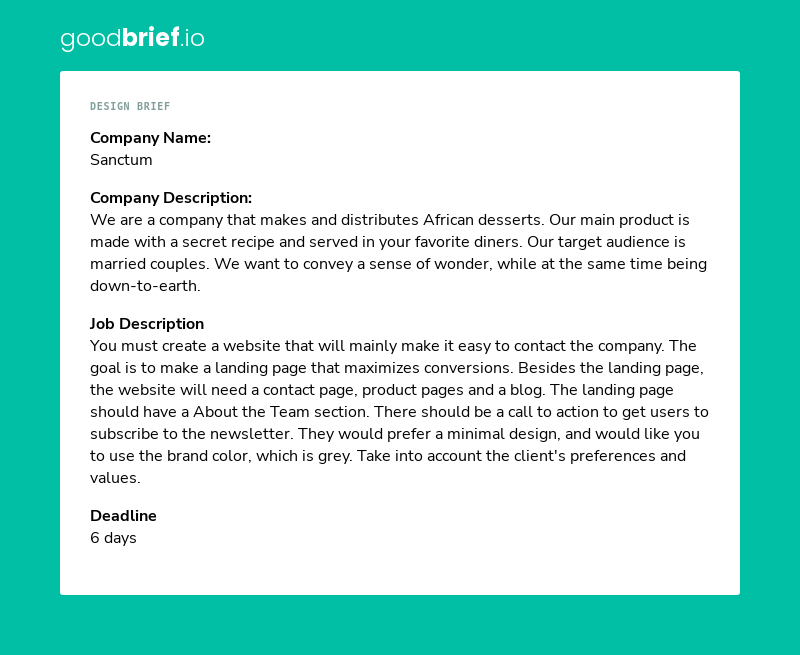 goodbrief.io
DESIGN BRIEF
Company Name:
Sanctum
Company Description:
We are a company that makes and distributes African desserts. Our main product is
made with a secret recipe and served in your favorite diners. Our target audience is
married couples. We want to convey a sense of wonder, while at the same time being
down-to-earth.
Job Description
You must create a website that will mainly make it easy to contact the company. The
goal is to make a landing page that maximizes conversions. Besides the landing page,
the website will need a contact page, product pages and a blog. The landing page
should have a About the Team section. There should be a call to action to get users to
subscribe to the newsletter. They would prefer a minimal design, and would like you
to use the brand color, which is grey. Take into account the client's preferences and
values.
Deadline
6 days